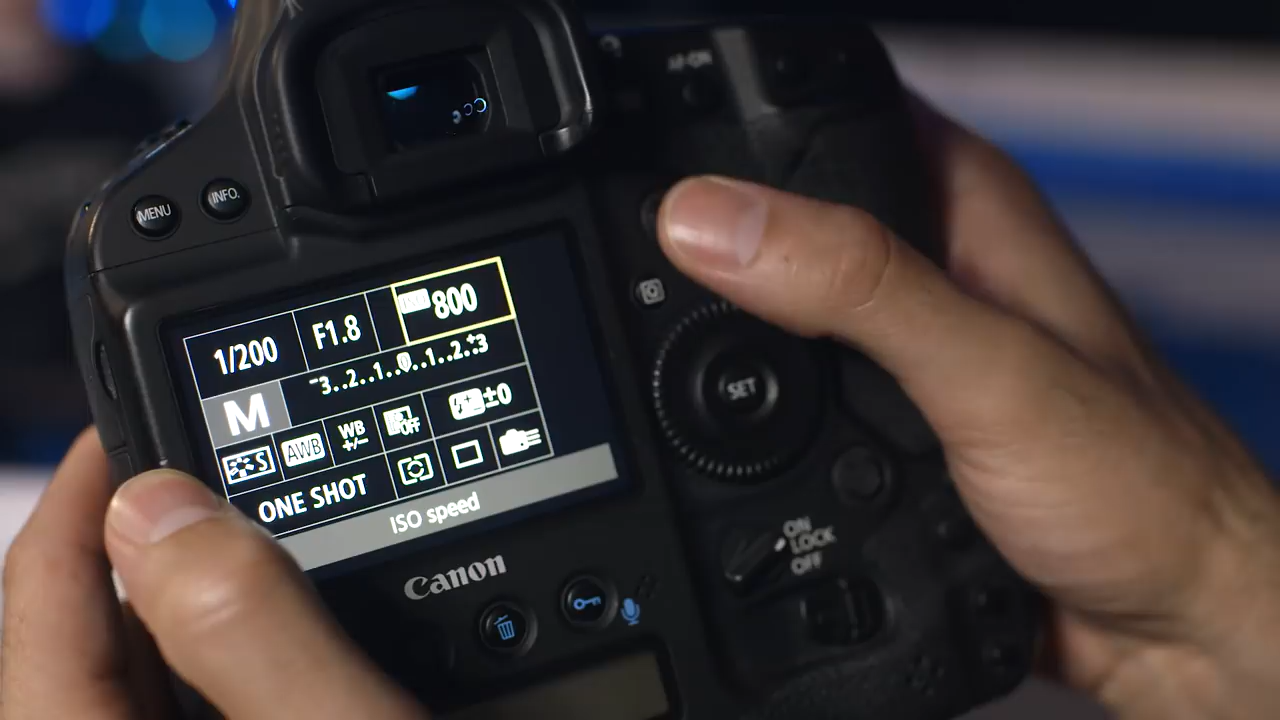 AF-ON
MENU
INFO.
1/200
F1.8
ISO 800
-3..2..1..0..1..2..+3
M
S
AWB
WB
+/-
OFF
±0
ONE SHOT
ISO speed
SET
ON
LOCK
OFF
Canon